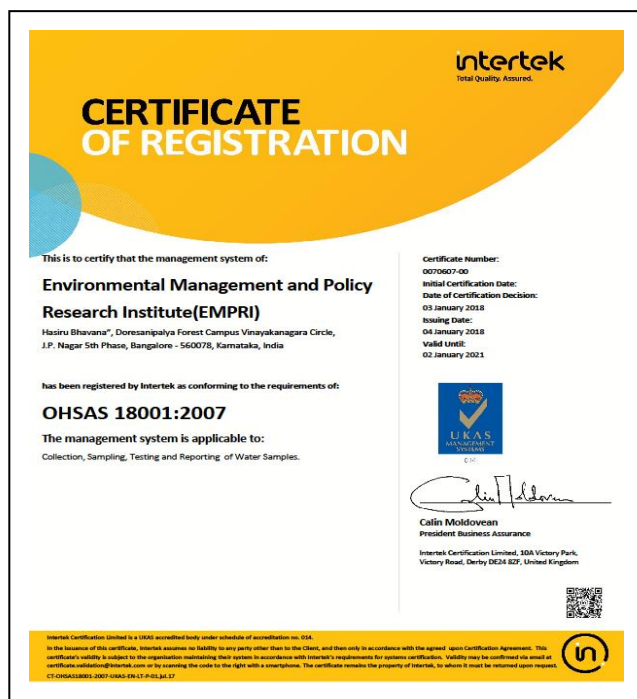 intertek
Total Quality. Assured.
CERTIFICATE
OF REGISTRATION
This is to certify that the management system of:
Environmental Management and Policy
Research Institute(EMPRI)
Hasiru Bhavana", Doresanipalya Forest Campus Vinayakanagara Circle,
J.P. Nagar 5th Phase, Bangalore - 560078, Karnataka, India
has been registered by Intertek as conforming to the requirements of:
OHSAS 18001:2007
The management system is applicable to:
Collection, Sampling, Testing and Reporting of Water Samples.
Certificate Number:
0070607-00
Initial Certification Date:
Date of Certification Decision:
03 January 2018
Issuing Date:
04 January 2018
Valid Until:
02 January 2021
UKAS
MANAGEMENT
SYSTEMS
Calin Moldovean
President Business Assurance
Intertek Certification Limited, 10A Victory Park,
Victory Road, Derby DE24 8ZF, United Kingdom
Intertek Certification Limited is a UKAS accredited body under schedule of accreditation no. 014.
In the issuance of this certificate, Intertek assumes no liability to any party other than to the Client, and then only in accordance with the agreed upon Certification Agreement. This
certificate's validity is subject to the organisation maintaining their system in accordance with Intertek's requirements for systems certification. Validity may be confirmed via email at
certificate.validation@intertek.com or by scanning the code to the right with a smartphone. The certificate remains the property of Intertek, to whom it must be returned upon request.
CT-OHSAS18001-2007-UKAS-EN-LT-P-01.jul.17
in